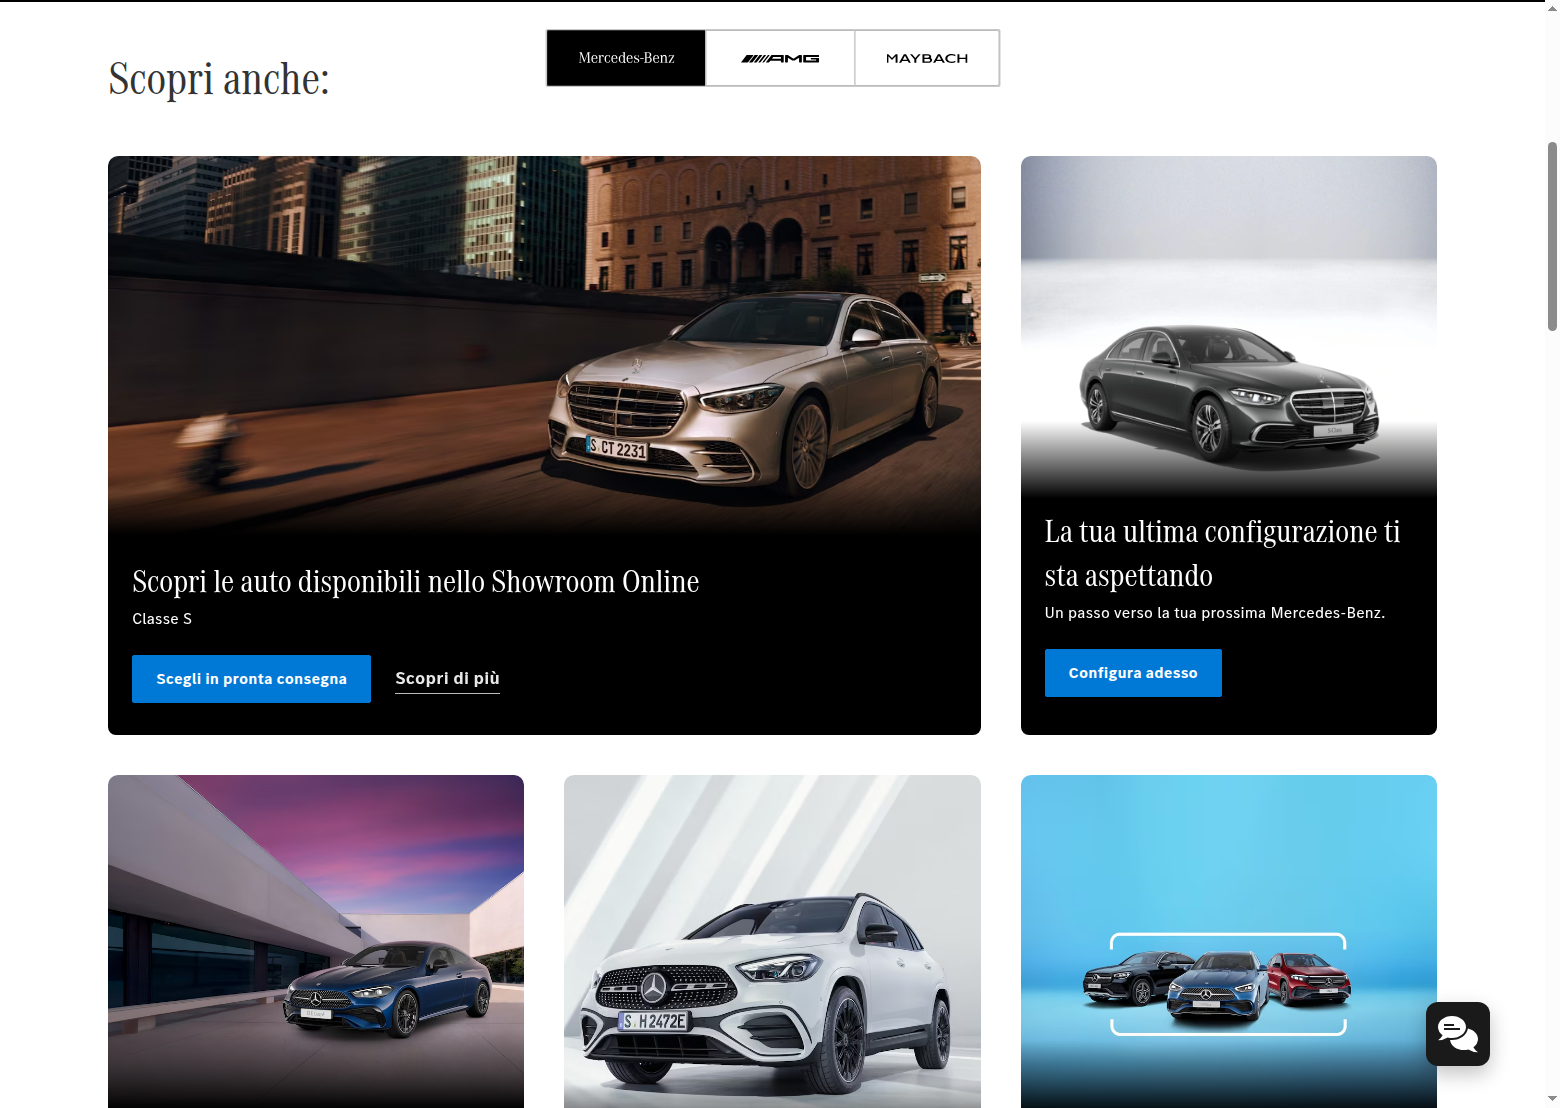 Scopri anche:
Mercedes-Benz
AMG
MAYBACH
S CT 2231
Scopri le auto disponibili nello Showroom Online
Classe S
Scegli in pronta consegna
Scopri di più
La tua ultima configurazione ti
sta aspettando
Un passo verso la tua prossima Mercedes-Benz.
Configura adesso
S H 2472E